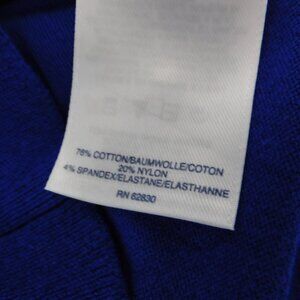 76% COTTON/BAUMWOLLE/COTON
20% NYLON
4% SPANDEX/ELASTANE/ELASTHANNE
RN 62830